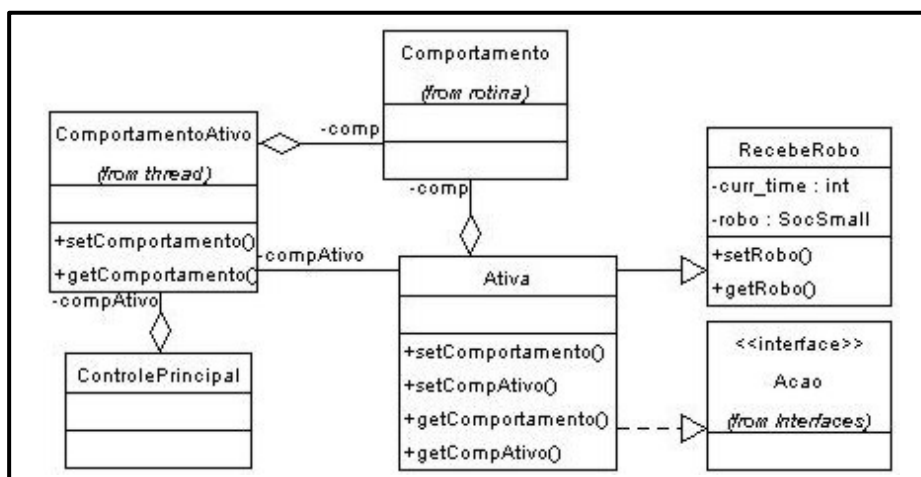 Comportamento
(from rotina)
ComportamentoAtivo
(from thread)
+setComportamento()
+getComportamento()
-comp
-comp
RecebeRobo
-curr_time : int
-robo : SocSmall
+setRobo()
+getRobo()
-compAtivo
-compAtivo
Ativa
+setComportamento()
+setCompAtivo()
+getComportamento()
+getCompAtivo()
ControlePrincipal
<<interface>>
Acao
(from Interfaces)